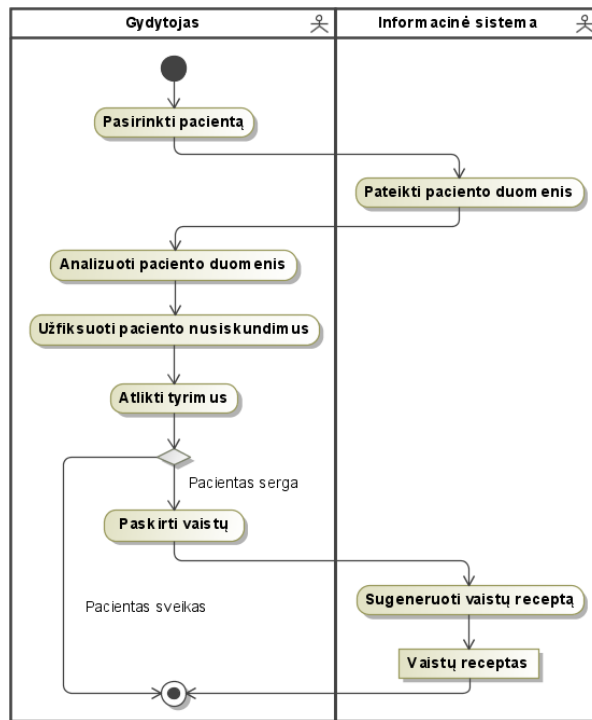 Gydytojas
Informacinė sistema
Pasirinkti pacientą
Pateikti paciento duomenis
Analizuoti paciento duomenis
Užfiksuoti paciento nusiskundimus
Atlikti tyrimus
Pacientas serga
Paskirti vaistų
Sugeneruoti vaistų receptą
Pacientas sveikas
Vaistų receptas